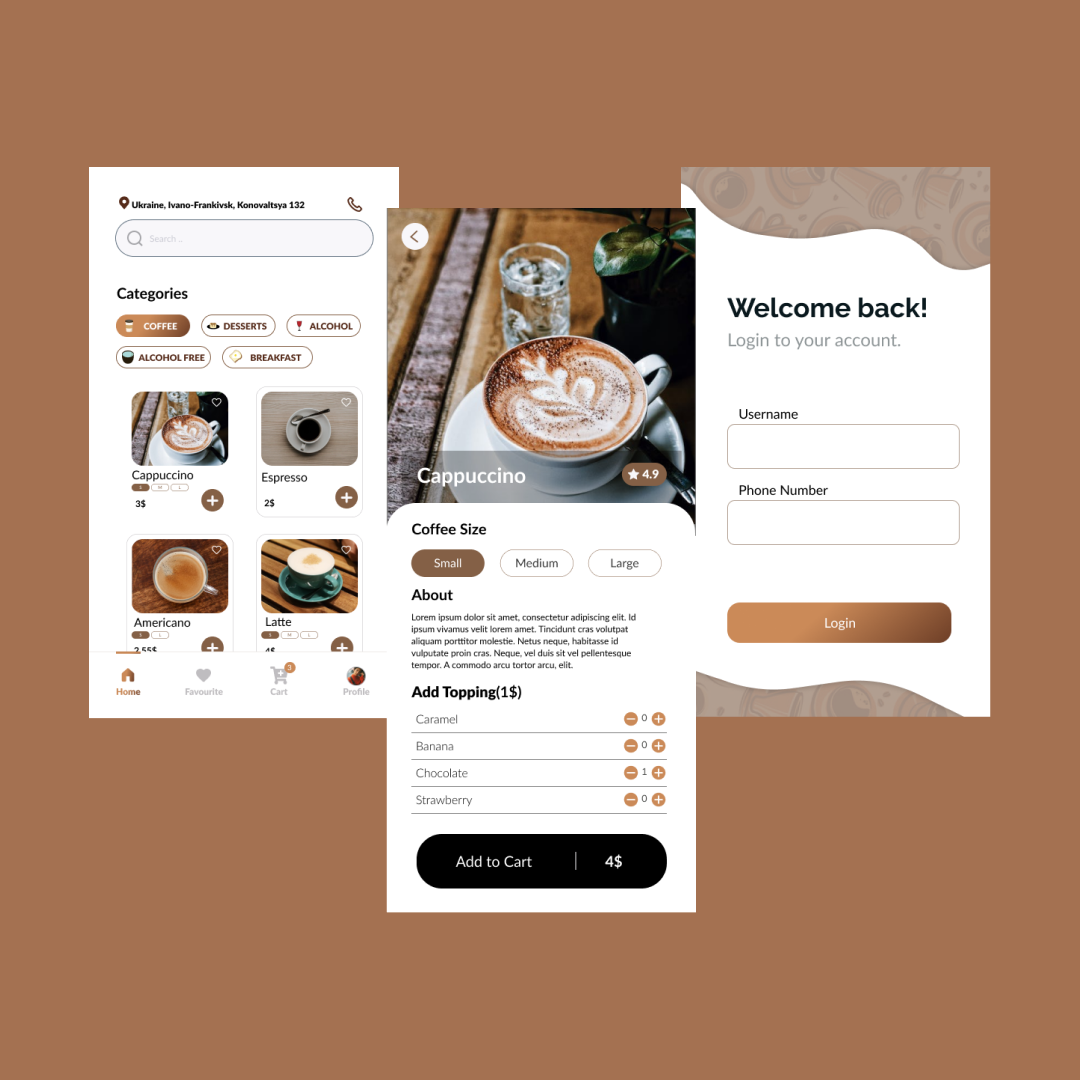 Ukraine, Ivano-Frankivsk, Konovaltsya 132
Search ..
Categories
COFFEE
DESSERTS
ALCOHOL
ALCOHOL FREE
BREAKFAST
Cappuccino
S M L
3$
Espresso
2$
Americano
S L
2.55$
Latte
S M L
4$
Home
Favourite
3
Cart
Profile
Cappuccino
4.9
Coffee Size
Small
Medium
Large
About
Lorem ipsum dolor sit amet, consectetur adipiscing elit. Id
ipsum vivamus velit lorem amet. Tincidunt cras volutpat
aliquam porttitor molestie. Netus neque, habitasse id
vulputate proin cras. Neque, vel duis sit vel pellentesque
tempor. A commodo arcu tortor arcu, elit.
Add Topping(1$)
Caramel 0
Banana 0
Chocolate 1
Strawberry 0
Add to Cart | 4$
Welcome back!
Login to your account.
Username
Phone Number
Login